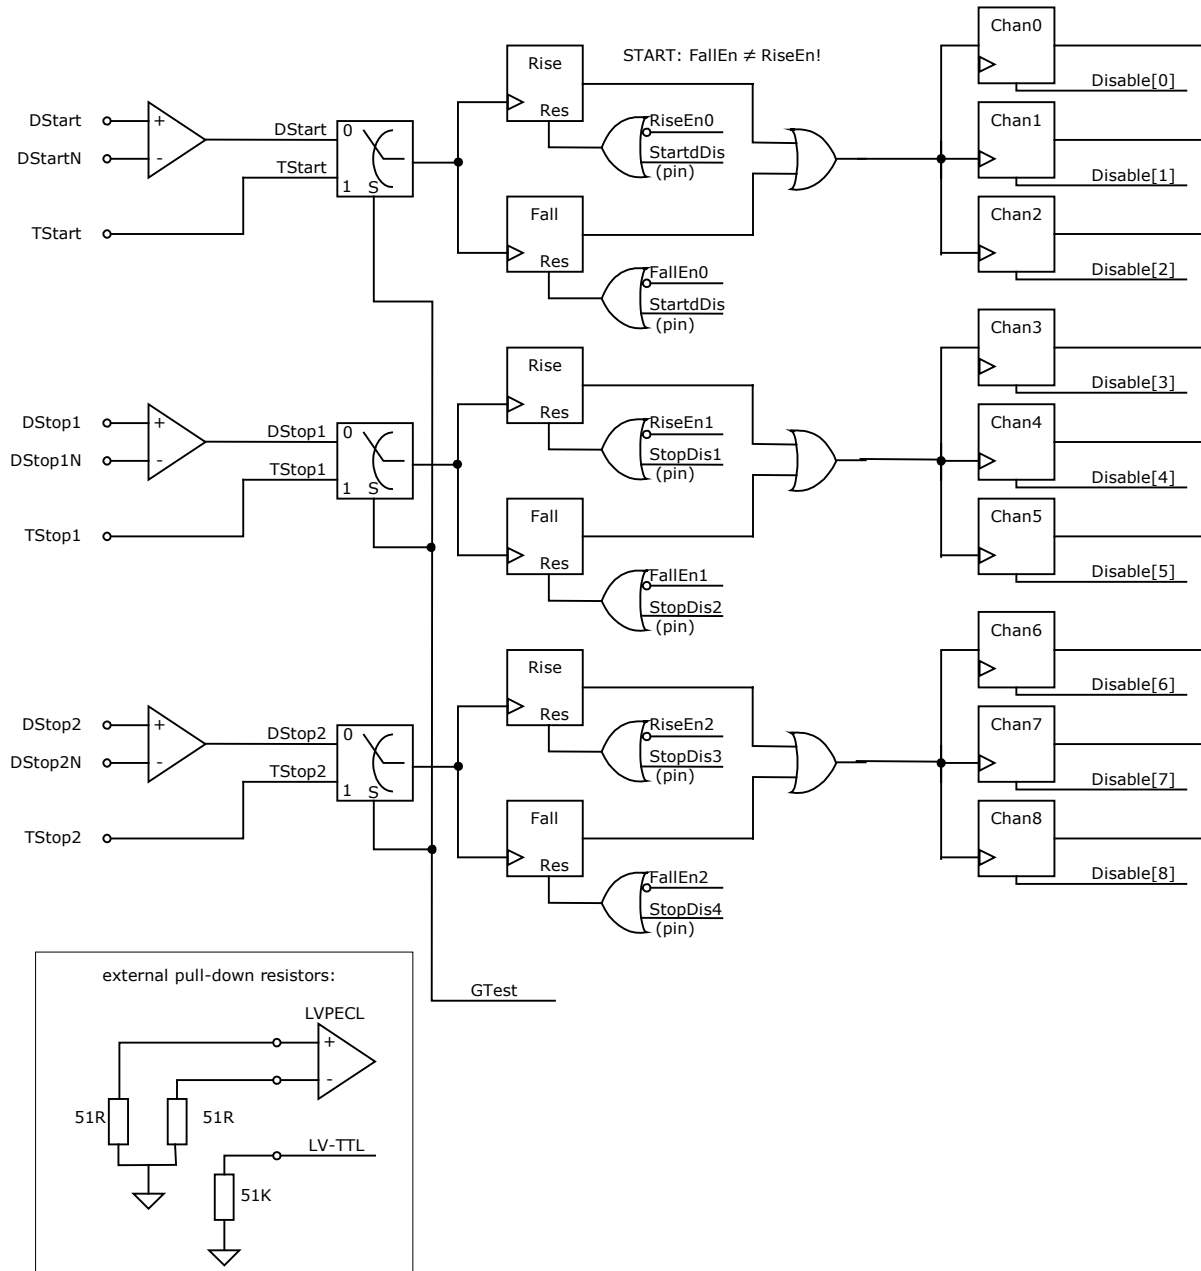 Chan0
Rise
START: FallEn ≠ RiseEn!
Disable[0]
Res
DStart
+
DStart
0
RiseEn0
Chan1
DStartN
-
TStart
1
S
StartdDis
(pin)
Disable[1]
Chan2
Fall
TStart
Res
FallEn0
Disable[2]
StartdDis
(pin)
Chan3
Rise
Disable[3]
Res
DStop1
+
DStop1
0
RiseEn1
Chan4
DStop1N
-
TStop1
1
S
StopDis1
(pin)
Disable[4]
Chan5
Fall
TStop1
Res
FallEn1
Disable[5]
StopDis2
(pin)
Chan6
Rise
Disable[6]
Res
DStop2
+
DStop2
0
RiseEn2
Chan7
DStop2N
-
TStop2
1
S
StopDis3
(pin)
Disable[7]
Chan8
Fall
TStop2
Res
FallEn2
Disable[8]
StopDis4
(pin)
external pull-down resistors:
GTest
LVPECL
+
-
51R
51R
LV-TTL
51K